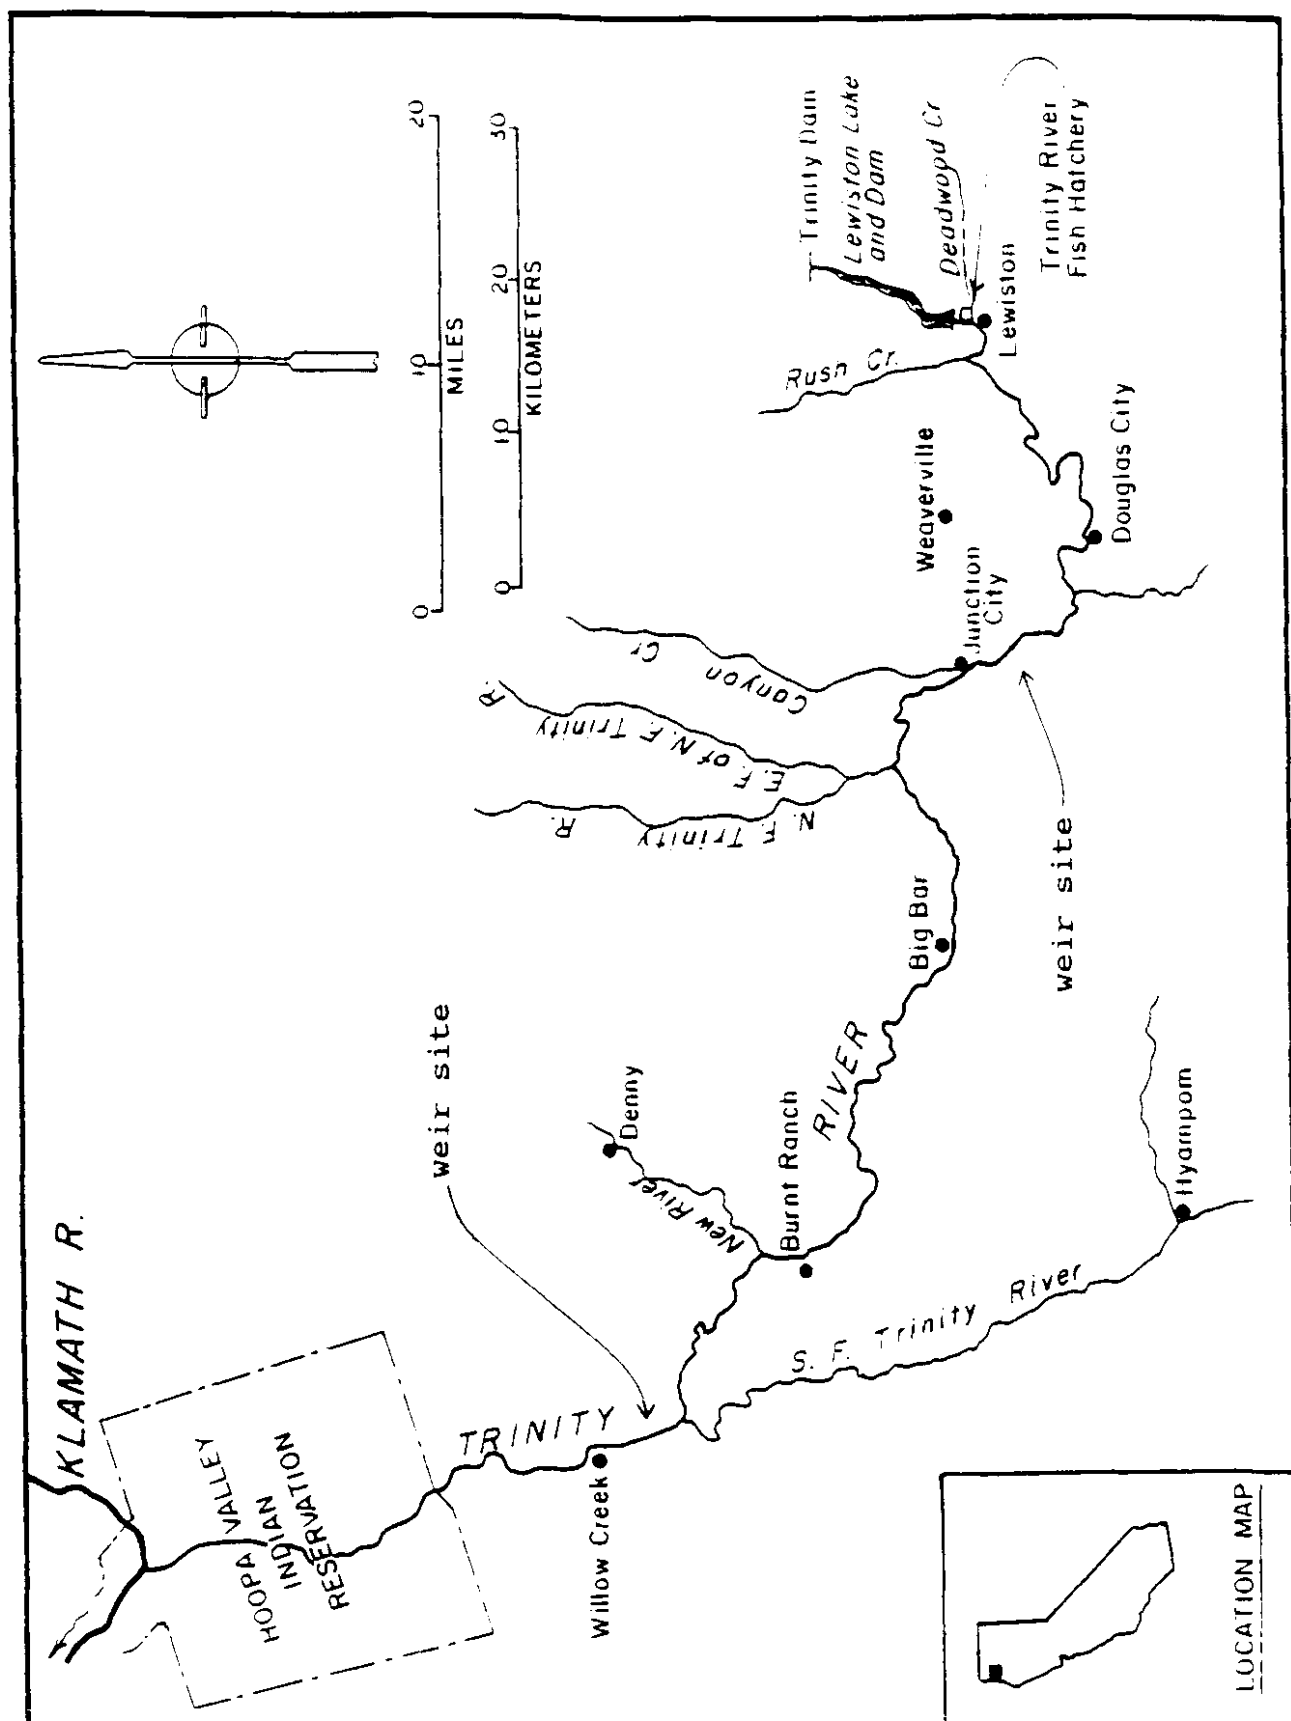 KLAMATH R.
HOOPA VALLEY
INDIAN
RESERVATION
TRINITY
RIVER
Willow Creek
weir site
New River
Denny
Burnt Ranch
S. F. Trinity River
Hyampom
Big Bar
N. F. Trinity R.
E. F. of N. F. Trinity R.
Canyon Cr
Junction
City
weir site
Weaverville
Douglas City
Rush Cr.
Lewiston
Trinity Dam
Lewiston Lake
and Dam
Deadwood Cr
Trinity River
Fish Hatchery
0 10 20
MILES
0 10 20 30
KILOMETERS
LOCATION MAP